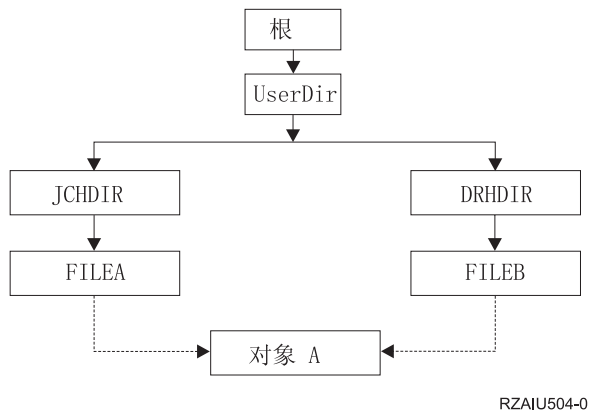 根
UserDir
JCHDIR
DRHDIR
FILEA
FILEB
对象 A
RZAIU504-0